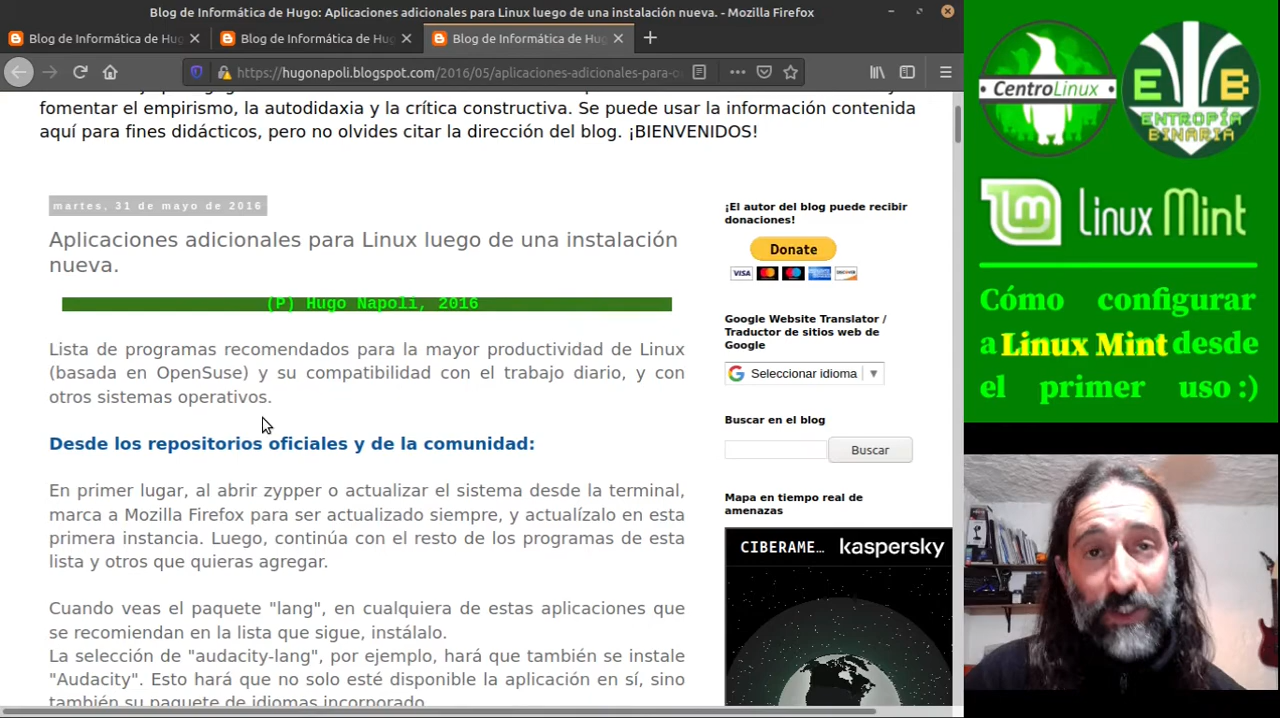 Blog de Informática de Hugo: Aplicaciones adicionales para Linux luego de una instalación nueva. - Mozilla Firefox
Blog de Informática de Hu
Blog de Informática de Hug
Blog de Informática de Hu
https://hugonapoli.blogspot.com/2016/05/aplicaciones-adicionales-para-o
fomentar el empirismo, la autodidaxia y la crítica constructiva. Se puede usar la información contenida
aquí para fines didácticos, pero no olvides citar la dirección del blog. ¡BIENVENIDOS!
martes, 31 de mayo de 2016
Aplicaciones adicionales para Linux luego de una instalación
nueva.
(P) Hugo Napoli, 2016
Lista de programas recomendados para la mayor productividad de Linux
(basada en OpenSuse) y su compatibilidad con el trabajo diario, y con
otros sistemas operativos.
Desde los repositorios oficiales y de la comunidad:
En primer lugar, al abrir zypper o actualizar el sistema desde la terminal,
marca a Mozilla Firefox para ser actualizado siempre, y actualízalo en esta
primera instancia. Luego, continúa con el resto de los programas de esta
lista y otros que quieras agregar.
Cuando veas el paquete "lang", en cualquiera de estas aplicaciones que
se recomiendan en la lista que sigue, instálalo.
La selección de "audacity-lang", por ejemplo, hará que también se instale
"Audacity". Esto hará que no solo esté disponible la aplicación en sí, sino
también su paquete de idiomas incorporado.
¡El autor del blog puede recibir
donaciones!
Donate
VISA
Google Website Translator /
Traductor de sitios web de
Google
Seleccionar idioma
Buscar en el blog
Buscar
Mapa en tiempo real de
amenazas
CIBERAME... kaspersky
CentroLinux
E B
ENTROPÍA
BINARIA
Linux Mint
Cómo configurar
a Linux Mint desde
el primer uso :)